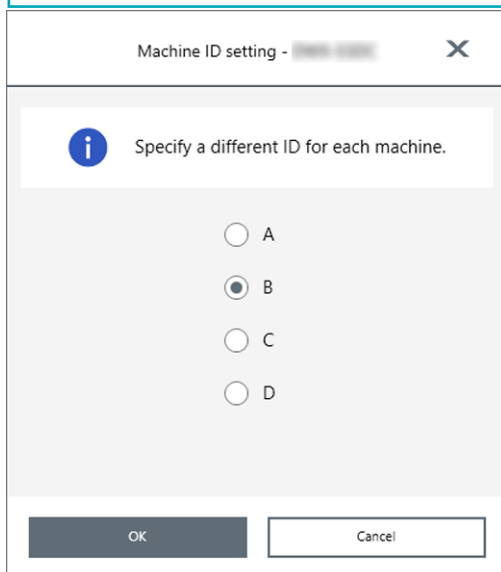 Machine ID setting -
Specify a different ID for each machine.
A
B
C
D
OK
Cancel